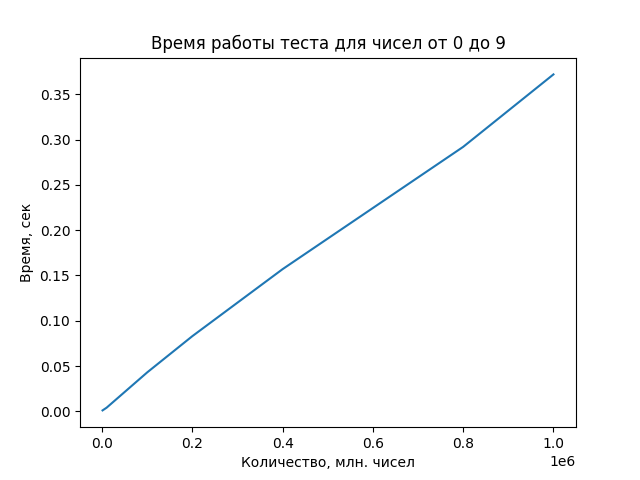 Время работы теста для чисел от 0 до 9
0.35
0.30
0.25
0.20
0.15
0.10
0.05
0.00
Время, сек
0.0 0.2 0.4 0.6 0.8 1.0
1e6
Количество, млн. чисел